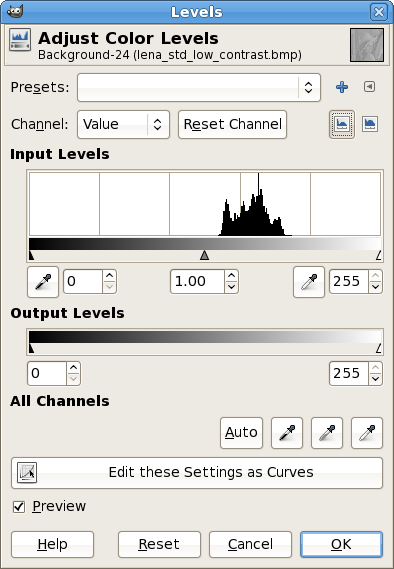 Levels
Adjust Color Levels
Background-24 (lena_std_low_contrast.bmp)
Presets:
Channel: Value Reset Channel
Input Levels
0 1.00 255
Output Levels
0 255
All Channels
Auto
Edit these Settings as Curves
Preview
Help Reset Cancel OK